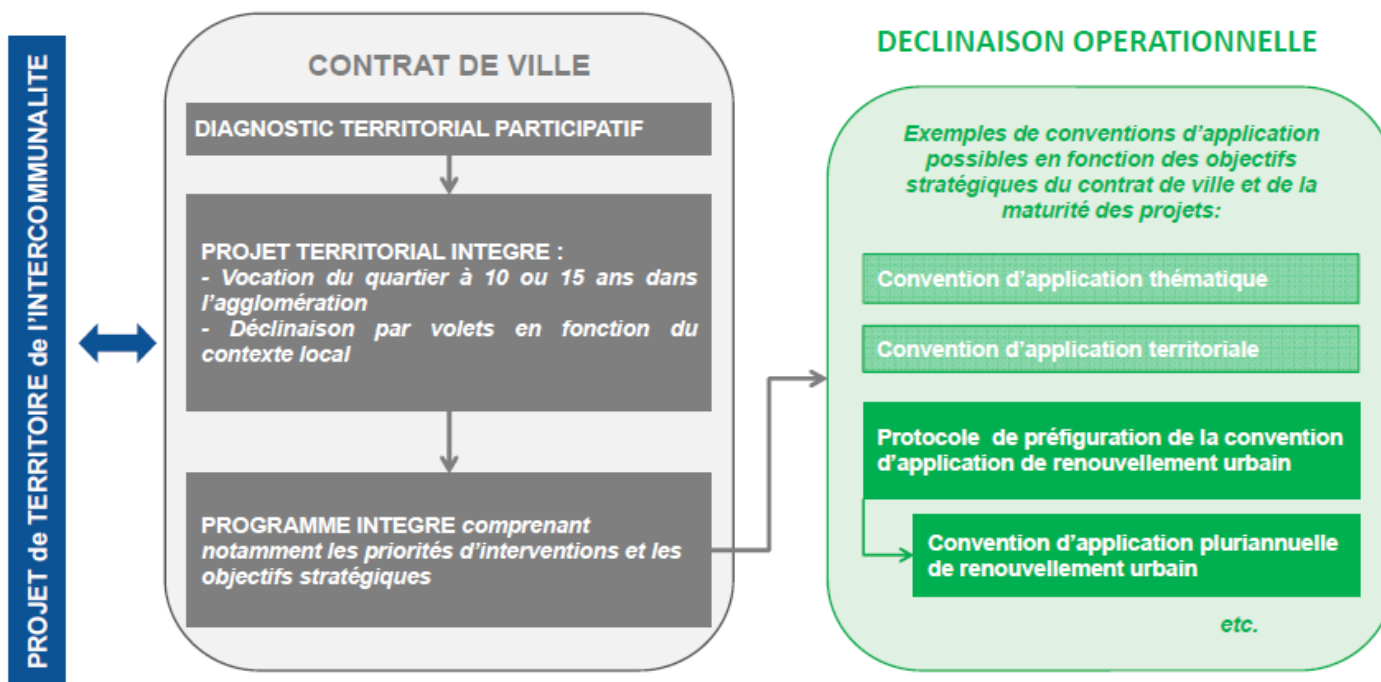 PROJET de TERRITOIRE de l'INTERCOMMUNALITE
CONTRAT DE VILLE
DIAGNOSTIC TERRITORIAL PARTICIPATIF
PROJET TERRITORIAL INTEGRE :
- Vocation du quartier à 10 ou 15 ans dans
l'agglomération
- Déclinaison par volets en fonction du
contexte local
PROGRAMME INTEGRE comprenant
notamment les priorités d'interventions et les
objectifs stratégiques
DECLINAISON OPERATIONNELLE
Exemples de conventions d'application
possibles en fonction des objectifs
stratégiques du contrat de ville et de la
maturité des projets:
Convention d'application thématique
Convention d'application territoriale
Protocole de préfiguration de la convention
d'application de renouvellement urbain
Convention d'application pluriannuelle
de renouvellement urbain
etc.